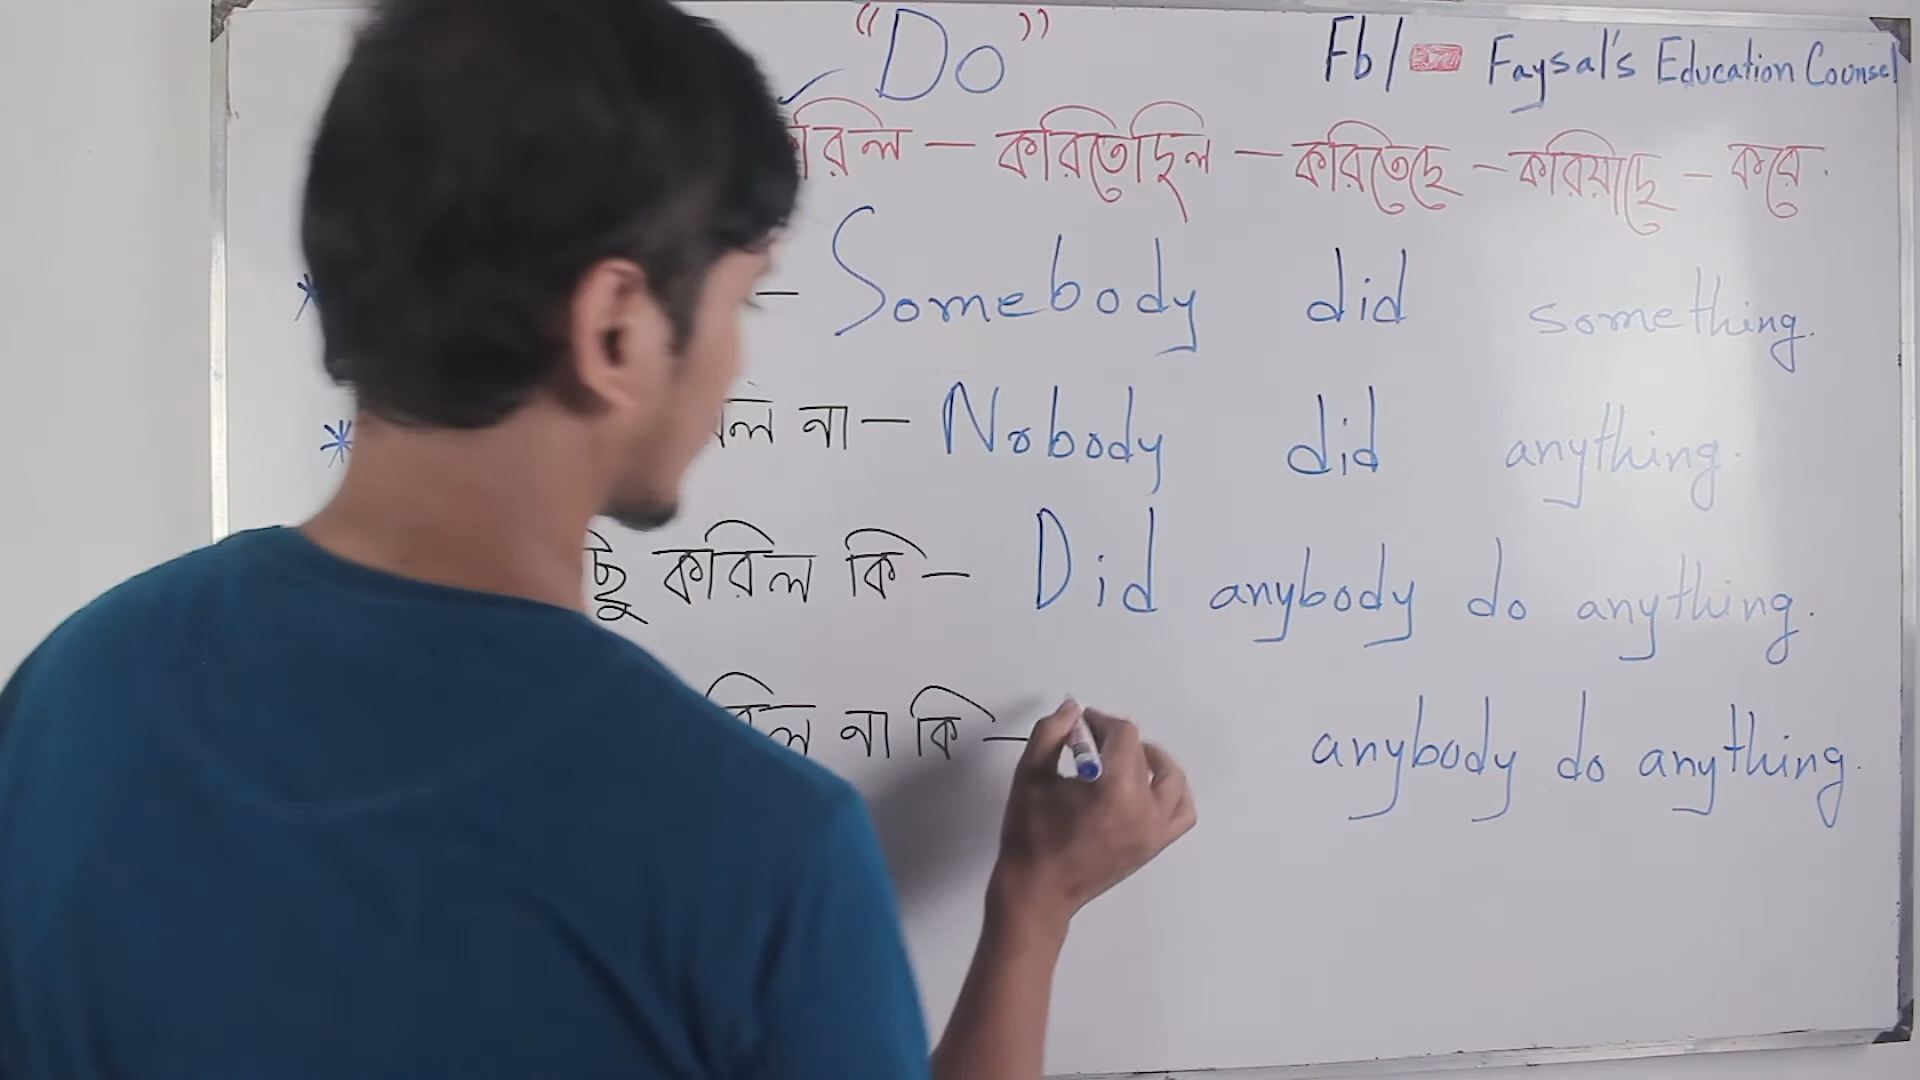 "Do" Fb/ Faysal's Education Counsel
করিল – করিতেছিল – করিতেছে – করিয়াছে – করে.
* – Somebody did something.
* না – Nobody did anything.
করিল কি – Did anybody do anything.
না কি – anybody do anything.